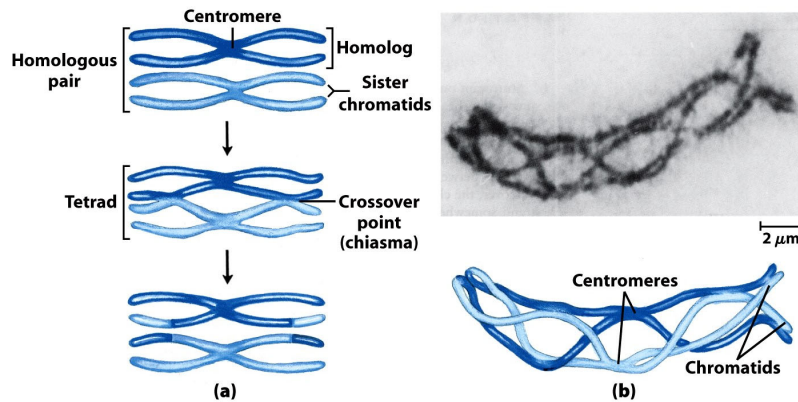 Centromere
Homologous
pair
Homolog
Sister
chromatids
Tetrad
Crossover
point
(chiasma)
(a)
2 μm
Centromeres
Chromatids
(b)